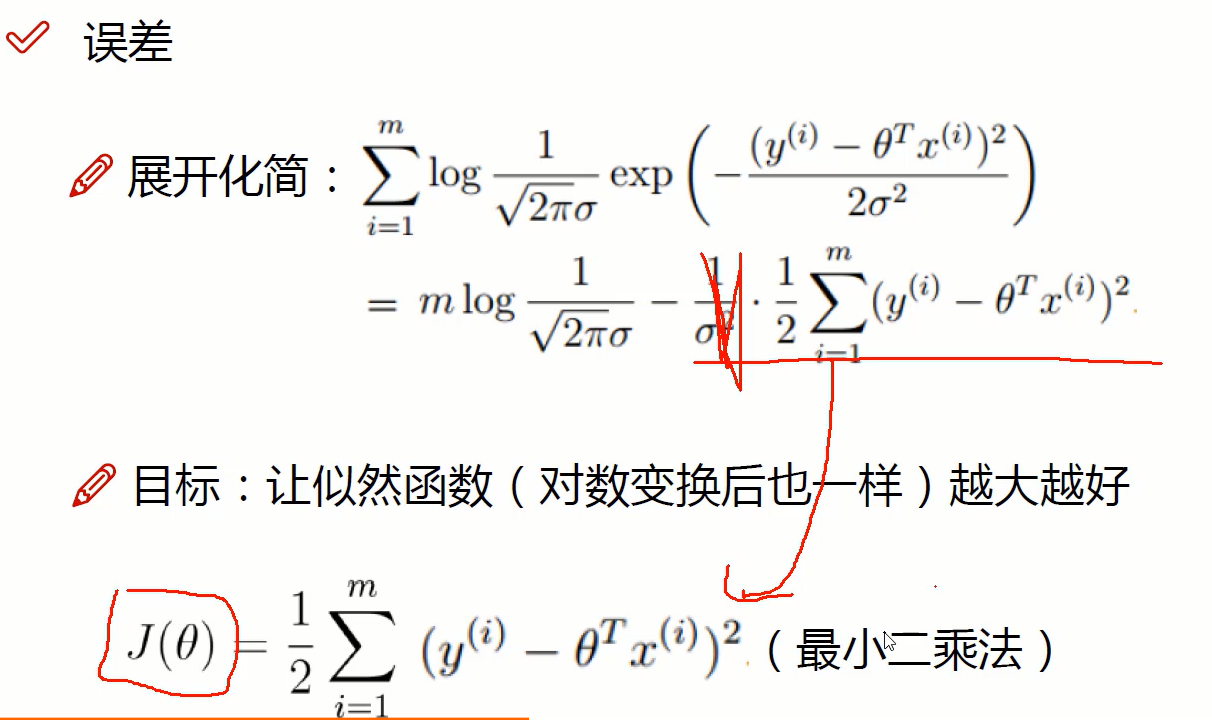 误差
展开化简：$\sum_{i=1}^{m} \log \frac{1}{\sqrt{2\pi}\sigma} \exp\left(-\frac{(y^{(i)} - \theta^T x^{(i)})^2}{2\sigma^2}\right)$
$= m \log \frac{1}{\sqrt{2\pi}\sigma} - \frac{1}{\sigma^2} \cdot \frac{1}{2} \sum_{i=1}^{m} (y^{(i)} - \theta^T x^{(i)})^2.$
目标：让似然函数（对数变换后也一样）越大越好
$J(\theta) = \frac{1}{2} \sum_{i=1}^{m} (y^{(i)} - \theta^T x^{(i)})^2.$（最小二乘法）